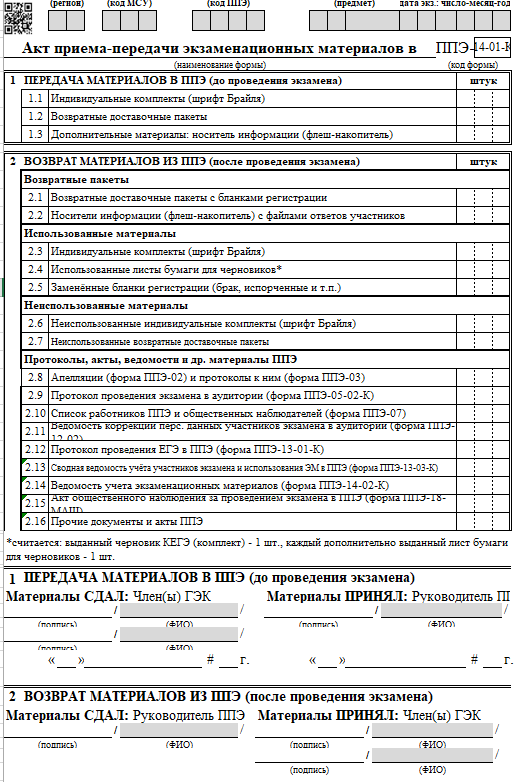 (регион) (код МСУ) (код ППЭ) (предмет) дата экз.: число-месяц-год
Акт приема-передачи экзаменационных материалов в ППЭ-14-01-К
(наименование формы) (код формы)
1 ПЕРЕДАЧА МАТЕРИАЛОВ В ППЭ (до проведения экзамена) штук
1.1 Индивидуальные комплекты (шрифт Брайля)
1.2 Возвратные доставочные пакеты
1.3 Дополнительные материалы: носитель информации (флеш-накопитель)
2 ВОЗВРАТ МАТЕРИАЛОВ ИЗ ППЭ (после проведения экзамена) штук
Возвратные пакеты
2.1 Возвратные доставочные пакеты с бланками регистрации
2.2 Носители информации (флеш-накопитель) с файлами ответов участников
Использованные материалы
2.3 Индивидуальные комплекты (шрифт Брайля)
2.4 Использованные листы бумаги для черновиков*
2.5 Заменённые бланки регистрации (брак, испорченные и т.п.)
Неиспользованные материалы
2.6 Неиспользованные индивидуальные комплекты (шрифт Брайля)
2.7 Неиспользованные возвратные доставочные пакеты
Протоколы, акты, ведомости и др. материалы ППЭ
2.8 Апелляции (форма ППЭ-02) и протоколы к ним (форма ППЭ-03)
2.9 Протокол проведения экзамена в аудитории (форма ППЭ-05-02-К)
2.10 Список работников ППЭ и общественных наблюдателей (форма ППЭ-07)
2.11 Ведомость коррекции перс. данных участников экзамена в аудитории (форма ППЭ-
12-02)
2.12 Протокол проведения ЕГЭ в ППЭ (форма ППЭ-13-01-К)
2.13 Сводная ведомость учёта участников экзамена и использования ЭМ в ППЭ (форма ППЭ-13-03-К)
2.14 Ведомость учета экзаменационных материалов (форма ППЭ-14-02-К)
2.15 Акт общественного наблюдения за проведением экзамена в ППЭ (форма ППЭ-18-
МАШ)
2.16 Прочие документы и акты ППЭ
*считается: выданный черновик КЕГЭ (комплект) - 1 шт., каждый дополнительно выданный лист бумаги
для черновиков - 1 шт.
1 ПЕРЕДАЧА МАТЕРИАЛОВ В ППЭ (до проведения экзамена)
Материалы СДАЛ: Член(ы) ГЭК Материалы ПРИНЯЛ: Руководитель ПП
/ / / /
(подпись) (ФИО) (подпись) (ФИО)
/ /
(подпись) (ФИО)
« » # г. « » # г.
2 ВОЗВРАТ МАТЕРИАЛОВ ИЗ ППЭ (после проведения экзамена)
Материалы СДАЛ: Руководитель ППЭ Материалы ПРИНЯЛ: Член(ы) ГЭК
/ / / /
(подпись) (ФИО) (подпись) (ФИО)
/ /
(подпись) (ФИО)